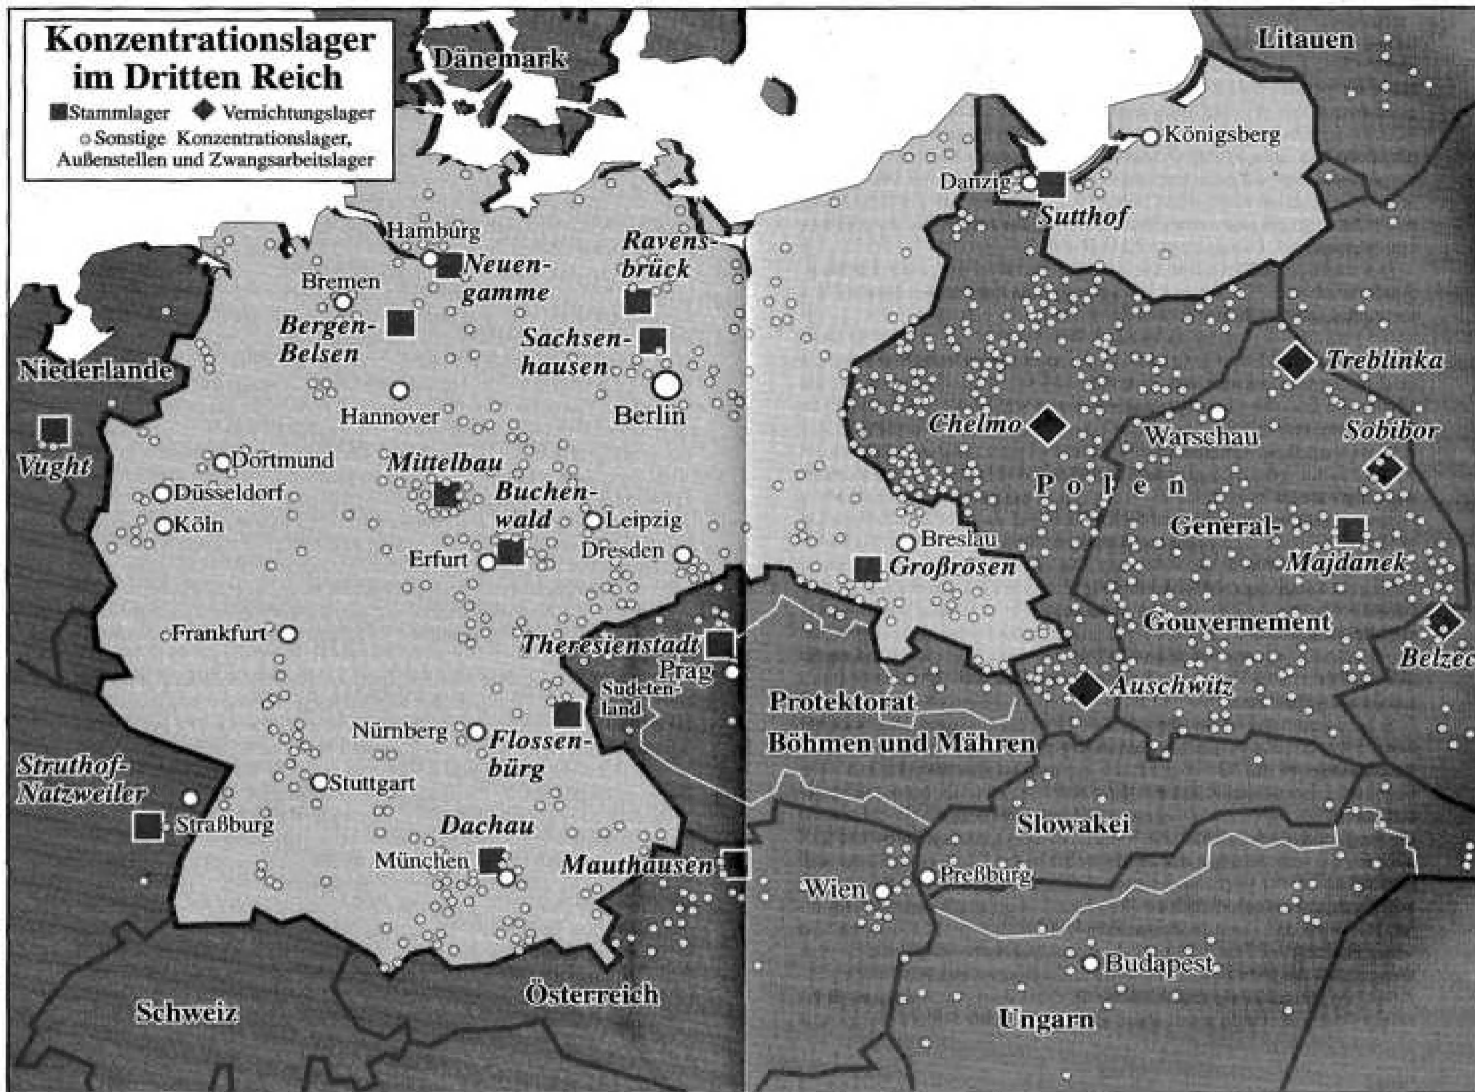 Konzentrationslager
im Dritten Reich
Stammlager Vernichtungslager
Sonstige Konzentrationslager,
Außenstellen und Zwangsarbeitslager
Dänemark
Litauen
Königsberg
Danzig
Sutthof
Hamburg
Neuen-
gamme
Ravens-
brück
Bremen
Bergen-
Belsen
Sachsen-
hausen
Niederlande
Treblinka
Hannover
Berlin
Chelmo
Warschau
Sobibor
Vught
Dortmund
Mittelbau
Düsseldorf
Buchen-
wald
Polen
Köln
Leipzig
General-
Erfurt
Dresden
Breslau
Großrosen
Majdanek
Frankfurt
Theresienstadt
Gouvernement
Prag
Belzec
Sudeten-
land
Auschwitz
Protektorat
Böhmen und Mähren
Nürnberg
Flossen-
bürg
Struthof-
Natzweiler
Stuttgart
Straßburg
Dachau
Slowakei
München
Mauthausen
Wien
Preßburg
Budapest
Österreich
Schweiz
Ungarn